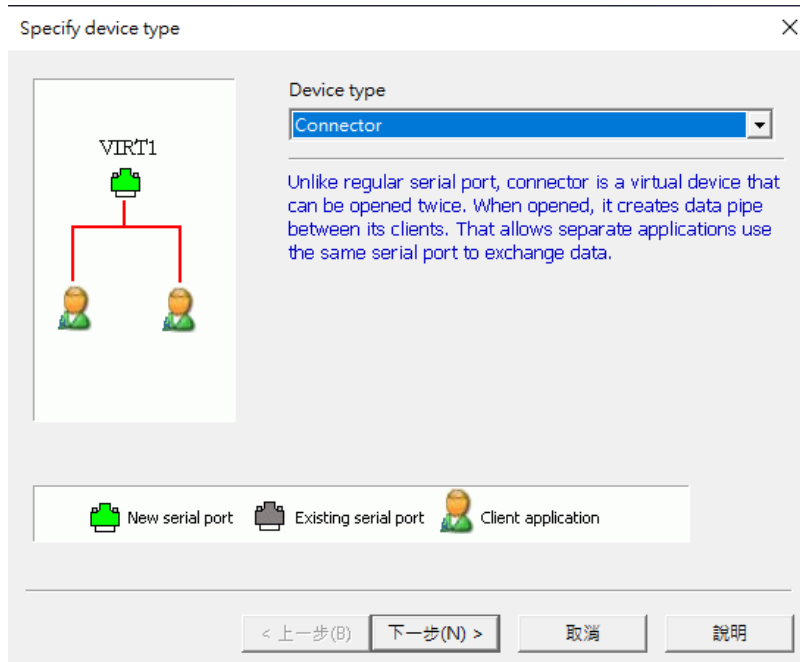 Specify device type
Device type
Connector
VIRT1
Unlike regular serial port, connector is a virtual device that
can be opened twice. When opened, it creates data pipe
between its clients. That allows separate applications use
the same serial port to exchange data.
New serial port Existing serial port Client application
< 上一步(B) 下一步(N) > 取消 說明